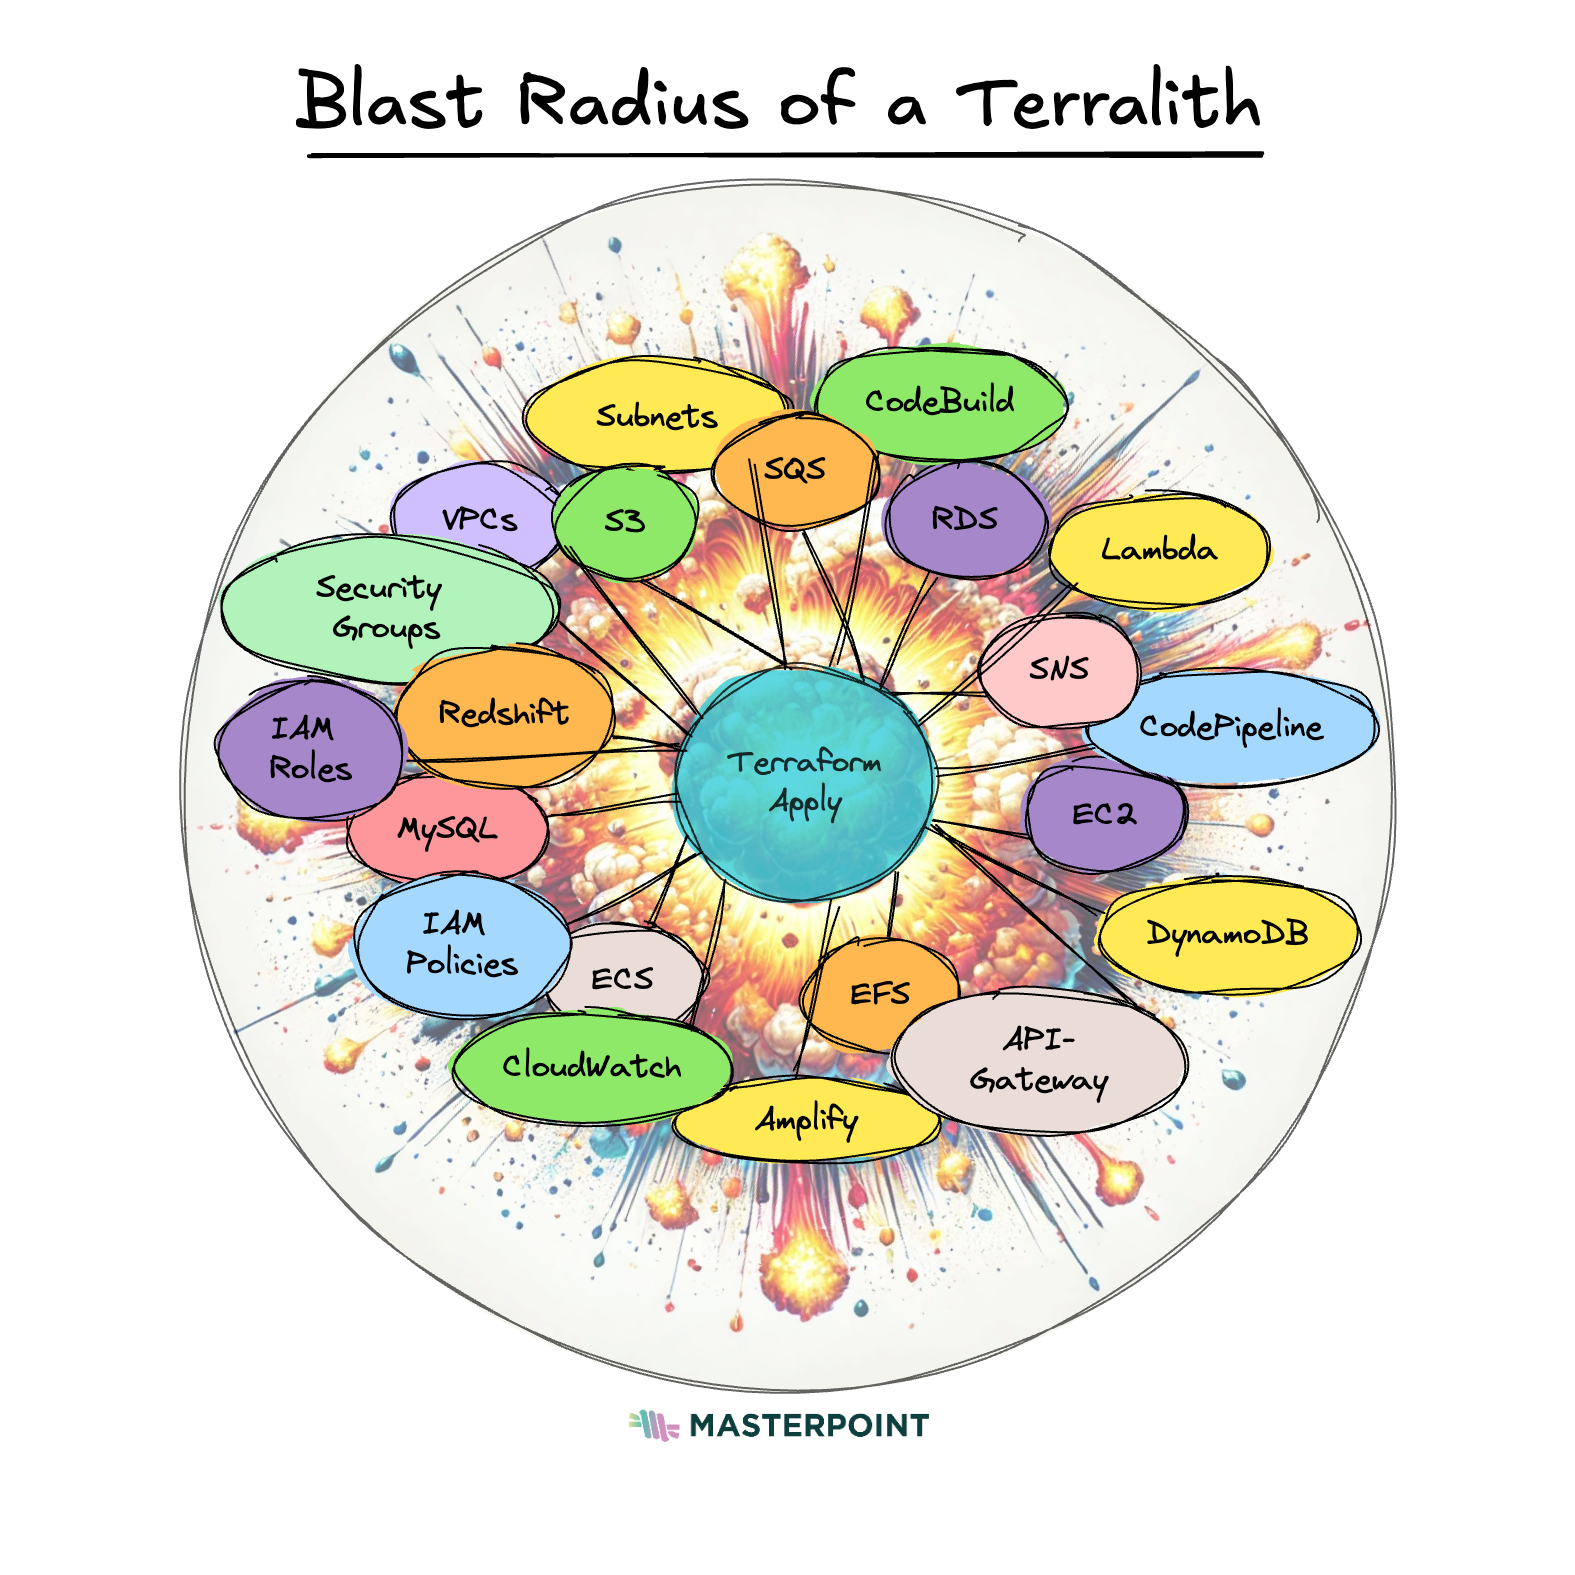 Blast Radius of a Terralith
Subnets
CodeBuild
SQS
VPCs
S3
RDS
Lambda
Security
Groups
SNS
Redshift
IAM
Roles
CodePipeline
Terraform
Apply
MySQL
EC2
IAM
Policies
DynamoDB
ECS
EFS
API-
Gateway
CloudWatch
Amplify
MASTERPOINT